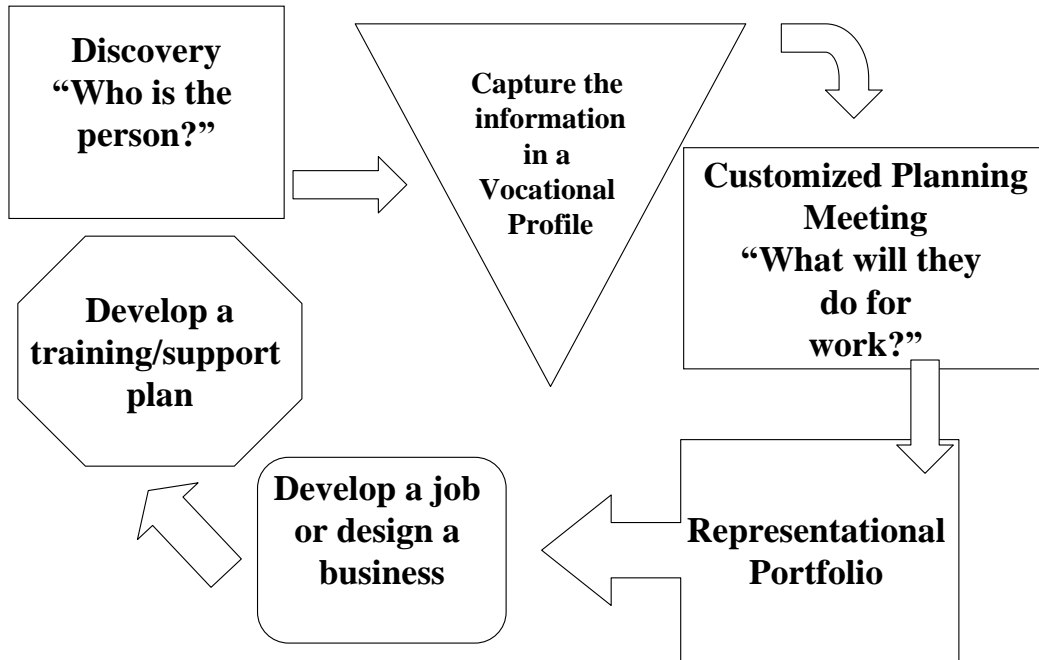 Discovery
“Who is the
person?”
Capture the
information
in a
Vocational
Profile
Customized Planning
Meeting
“What will they
do for
work?”
Representational
Portfolio
Develop a job
or design a
business
Develop a
training/support
plan